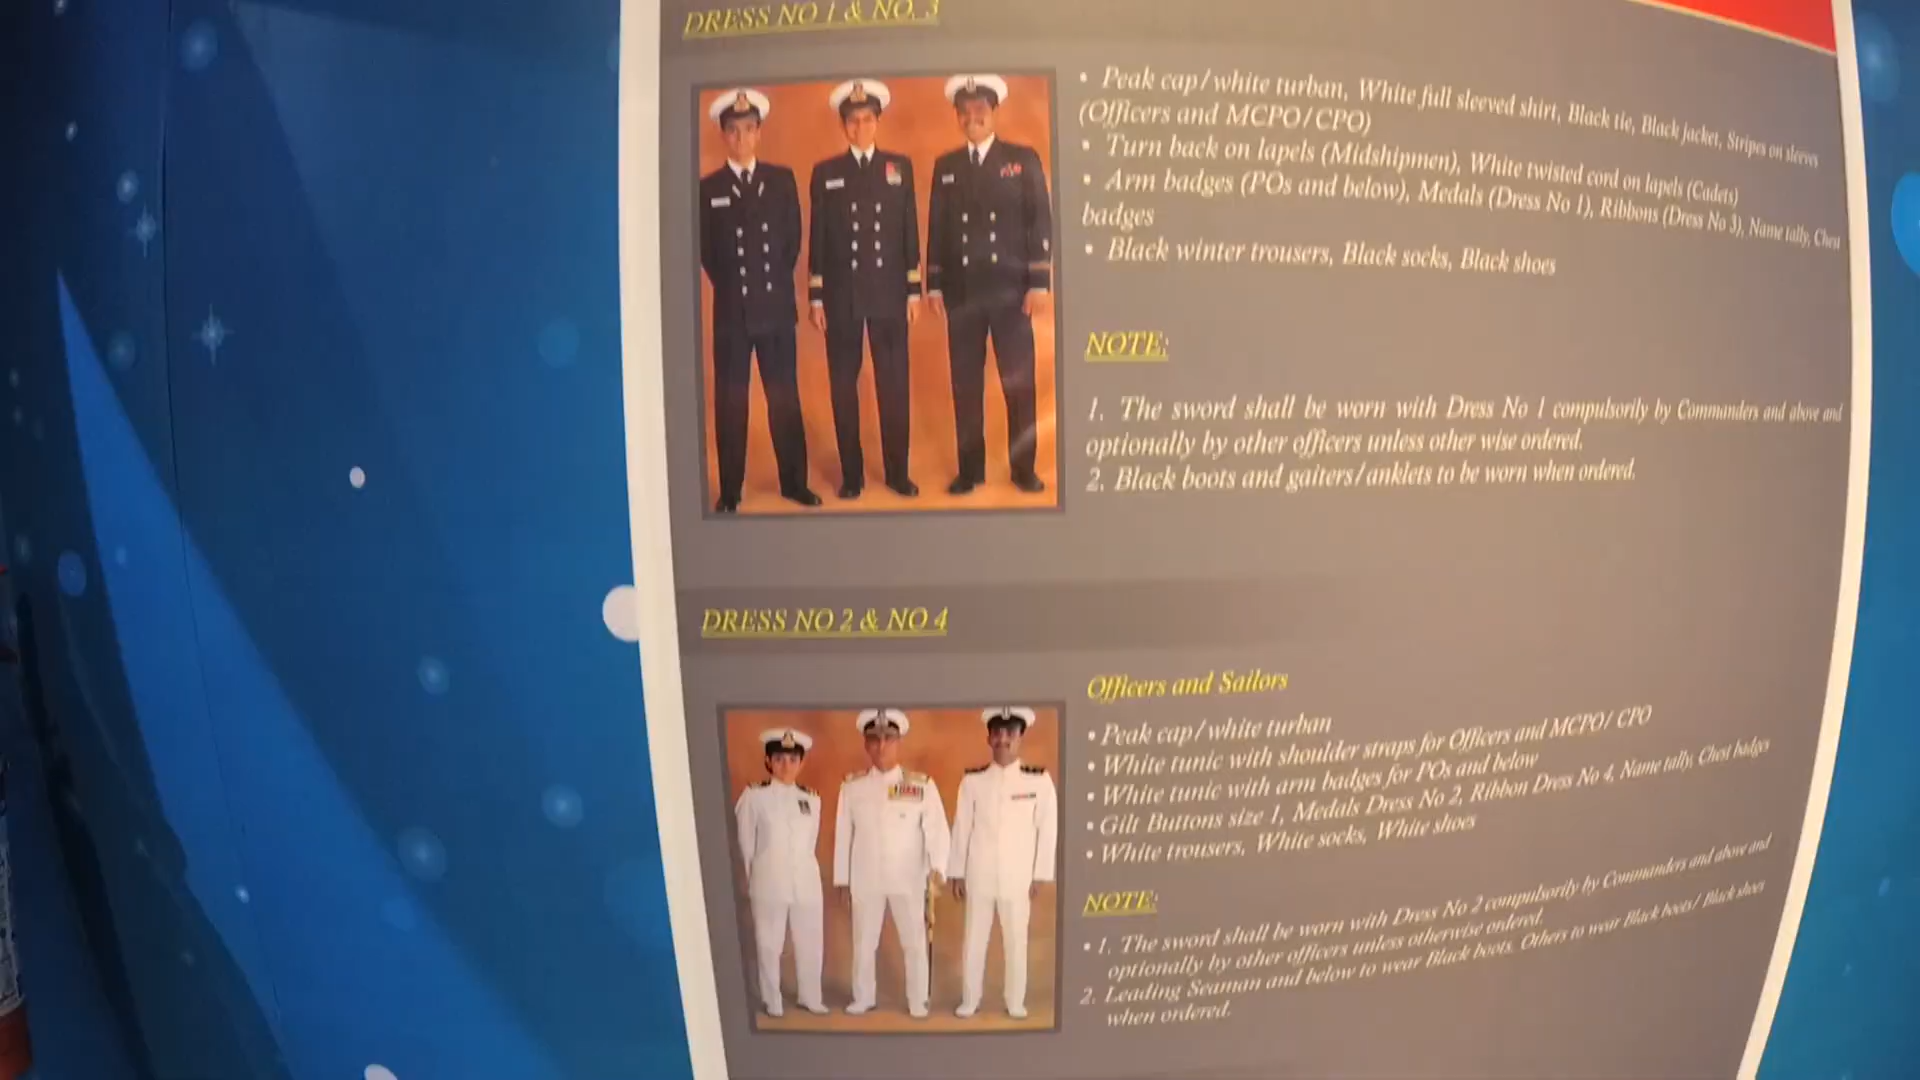 DRESS NO 1 & NO. 3
• Peak cap/white turban, White full sleeved shirt, Black tie, Black jacket, Stripes on sleeves
(Officers and MCPO/CPO)
• Turn back on lapels (Midshipmen), White twisted cord on lapels (Cadets)
• Arm badges (POs and below), Medals (Dress No 1), Ribbons (Dress No 3), Name tally, Chest
badges
• Black winter trousers, Black socks, Black shoes
NOTE:
1. The sword shall be worn with Dress No 1 compulsorily by Commanders and above and
optionally by other officers unless other wise ordered.
2. Black boots and gaiters/anklets to be worn when ordered.
DRESS NO 2 & NO 4
Officers and Sailors
• Peak cap/white turban
• White tunic with shoulder straps for Officers and MCPO/ CPO
• White tunic with arm badges for POs and below
• Gilt Buttons size 1, Medals Dress No 2, Ribbon Dress No 4, Name tally, Chest badges
• White trousers, White socks, White shoes
NOTE:
• 1. The sword shall be worn with Dress No 2 compulsorily by Commanders and above and
optionally by other officers unless otherwise ordered.
2. Leading Seaman and below to wear Black boots. Others to wear Black boots/ Black shoes
when ordered.